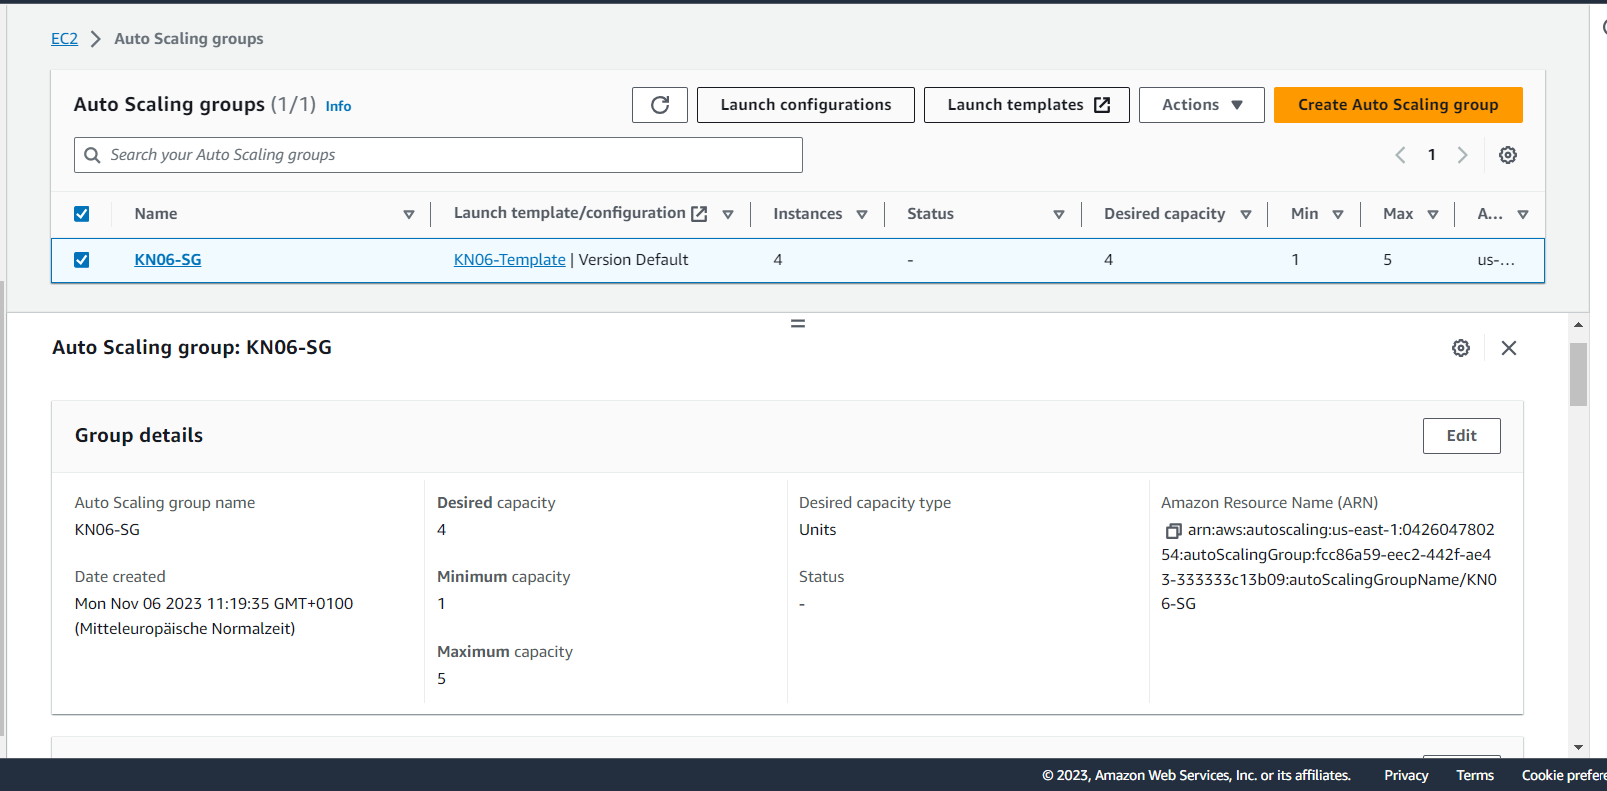 EC2 > Auto Scaling groups
Auto Scaling groups (1/1) Info
Launch configurations
Launch templates
Actions
Create Auto Scaling group
Search your Auto Scaling groups
1
Name
Launch template/configuration
Instances
Status
Desired capacity
Min
Max
A...
KN06-SG
KN06-Template | Version Default
4
-
4
1
5
us-...
Auto Scaling group: KN06-SG
Group details
Edit
Auto Scaling group name
KN06-SG
Date created
Mon Nov 06 2023 11:19:35 GMT+0100
(Mitteleuropäische Normalzeit)
Desired capacity
4
Minimum capacity
1
Maximum capacity
5
Desired capacity type
Units
Status
-
Amazon Resource Name (ARN)
arn:aws:autoscaling:us-east-1:0426047802
54:autoScalingGroup:fcc86a59-eec2-442f-ae4
3-333333c13b09:autoScalingGroupName/KN0
6-SG
© 2023, Amazon Web Services, Inc. or its affiliates.
Privacy
Terms
Cookie prefere